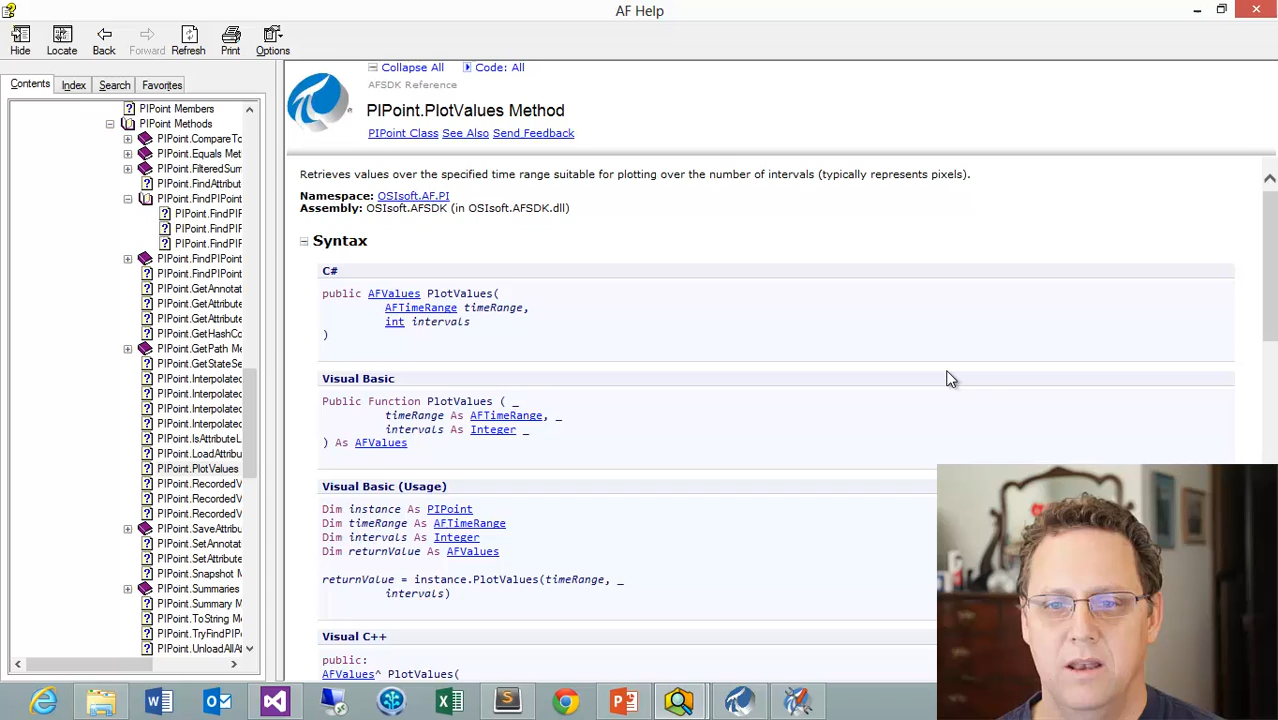 AF Help
Hide Locate Back Forward Refresh Print Options
Contents Index Search Favorites
PIPoint Members
PIPoint Methods
PIPoint.CompareTo
PIPoint.Equals Met
PIPoint.FilteredSum
PIPoint.FindAttribut
PIPoint.FindPIPoint
PIPoint.FindPIF
PIPoint.FindPIF
PIPoint.FindPIF
PIPoint.FindPIPoint
PIPoint.FindPIPoint
PIPoint.GetAnnotat
PIPoint.GetAttribute
PIPoint.GetAttribut
PIPoint.GetHashCo
PIPoint.GetPath Me
PIPoint.GetStateSe
PIPoint.Interpolated
PIPoint.Interpolated
PIPoint.Interpolated
PIPoint.Interpolated
PIPoint.IsAttributeL
PIPoint.LoadAttribut
PIPoint.PlotValues
PIPoint.RecordedV
PIPoint.RecordedV
PIPoint.RecordedV
PIPoint.SaveAttribu
PIPoint.SetAnnotat
PIPoint.SetAttribute
PIPoint.Snapshot M
PIPoint.Summaries
PIPoint.Summary M
PIPoint.ToString M
PIPoint.TryFindPIP
PIPoint.UnloadAllAt
Collapse All Code: All
AFSDK Reference
PIPoint.PlotValues Method
PIPoint Class See Also Send Feedback
Retrieves values over the specified time range suitable for plotting over the number of intervals (typically represents pixels).
Namespace: OSIsoft.AF.PI
Assembly: OSIsoft.AFSDK (in OSIsoft.AFSDK.dll)
Syntax
C#
public AFValues PlotValues(
AFTimeRange timeRange,
int intervals
)
Visual Basic
Public Function PlotValues ( _
timeRange As AFTimeRange, _
intervals As Integer _
) As AFValues
Visual Basic (Usage)
Dim instance As PIPoint
Dim timeRange As AFTimeRange
Dim intervals As Integer
Dim returnValue As AFValues
returnValue = instance.PlotValues(timeRange, _
intervals)
Visual C++
public:
AFValues^ PlotValues(